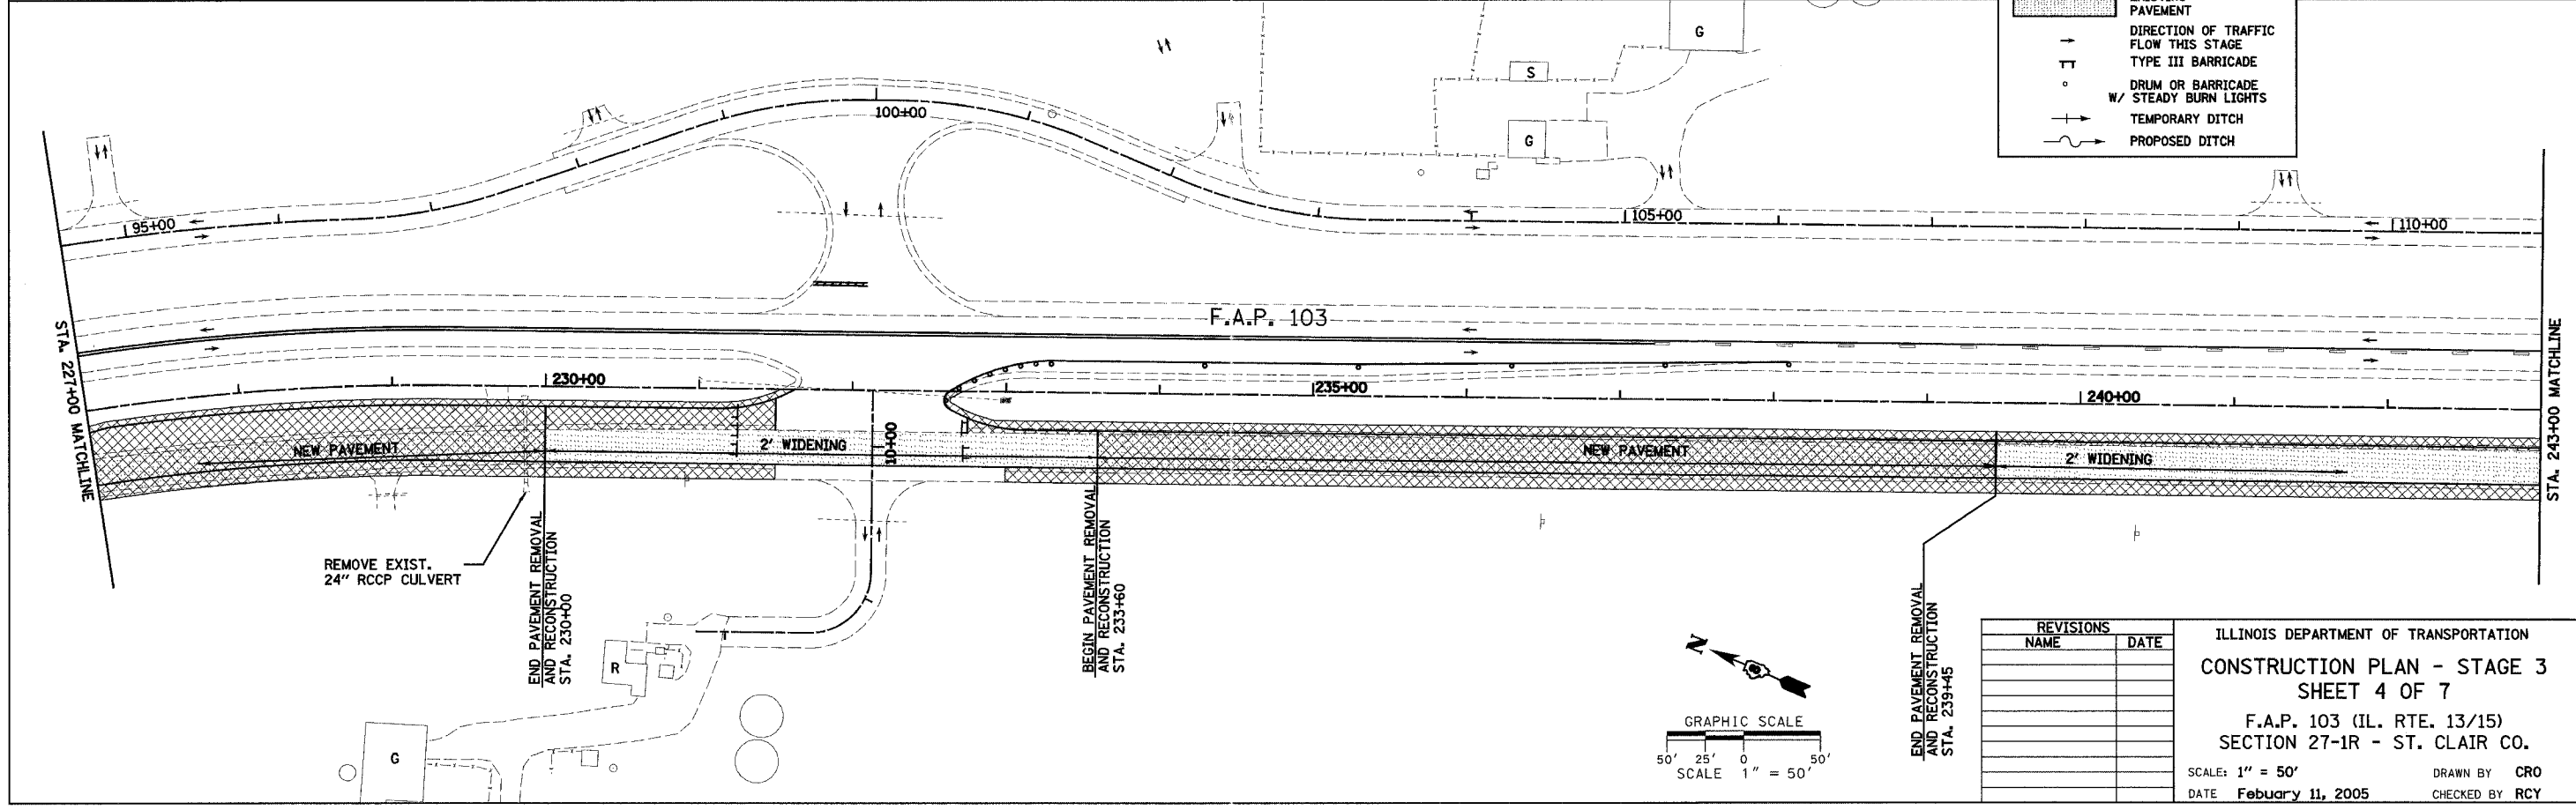 PAVEMENT
DIRECTION OF TRAFFIC
FLOW THIS STAGE
TYPE III BARRICADE
DRUM OR BARRICADE
W/ STEADY BURN LIGHTS
TEMPORARY DITCH
PROPOSED DITCH
G
S
G
100+00
95+00
105+00
110+00
F.A.P. 103
STA. 227+00 MATCHLINE
STA. 243+00 MATCHLINE
230+00
235+00
240+00
NEW PAVEMENT
2' WIDENING
10+00
NEW PAVEMENT
2' WIDENING
REMOVE EXIST.
24" RCCP CULVERT
END PAVEMENT REMOVAL
AND RECONSTRUCTION
STA. 230+00
BEGIN PAVEMENT REMOVAL
AND RECONSTRUCTION
STA. 233+60
END PAVEMENT REMOVAL
AND RECONSTRUCTION
STA. 239+45
R
G
N
GRAPHIC SCALE
50' 25' 0 50'
SCALE 1" = 50'
REVISIONS
NAME DATE
ILLINOIS DEPARTMENT OF TRANSPORTATION
CONSTRUCTION PLAN - STAGE 3
SHEET 4 OF 7
F.A.P. 103 (IL. RTE. 13/15)
SECTION 27-1R - ST. CLAIR CO.
SCALE: 1" = 50'
DRAWN BY CRO
DATE Febuary 11, 2005
CHECKED BY RCY